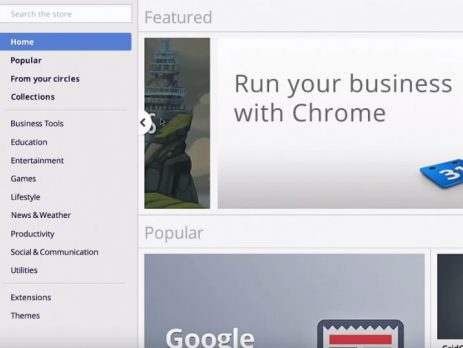 Search the store
Home
Popular
From your circles
Collections
Business Tools
Education
Entertainment
Games
Lifestyle
News & Weather
Productivity
Social & Communication
Utilities
Extensions
Themes
Featured
Run your business
with Chrome
31
Popular
Google